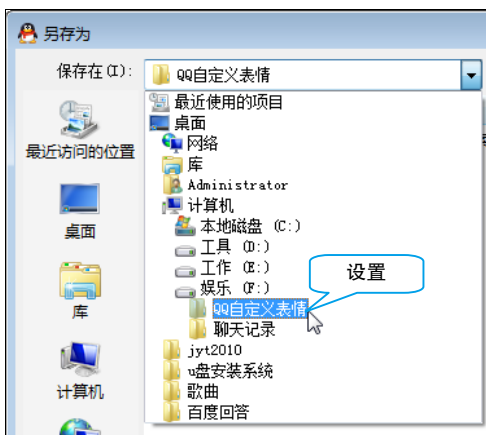 另存为
保存在(I):
QQ自定义表情
最近使用的项目
桌面
网络
库
Administrator
计算机
本地磁盘 (C:)
工具 (D:)
工作 (E:)
娱乐 (F:)
QQ自定义表情
聊天记录
jyt2010
u盘安装系统
歌曲
百度回答
设置
最近访问的位置
桌面
库
计算机